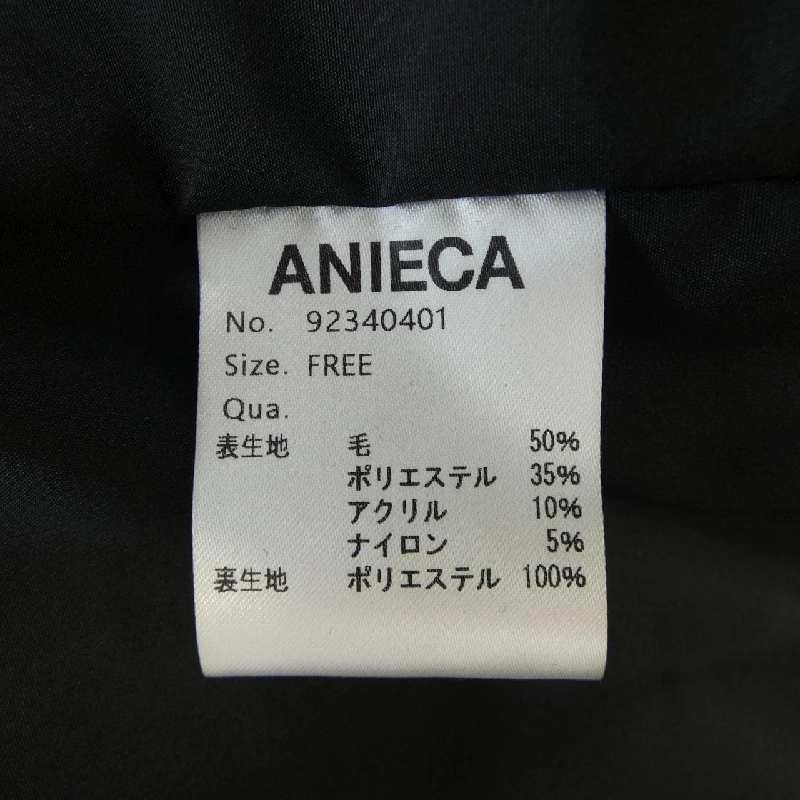 ANIECA
No. 92340401
Size. FREE
Qua.
表生地 毛 50%
ポリエステル 35%
アクリル 10%
ナイロン 5%
裏生地 ポリエステル 100%